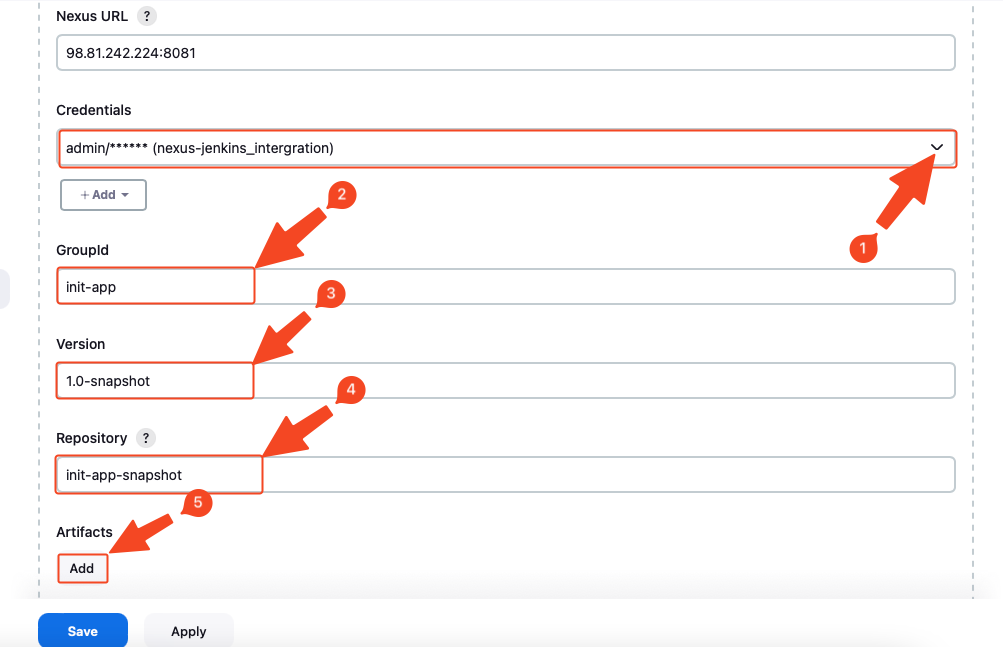 Nexus URL ?
98.81.242.224:8081
Credentials
admin/****** (nexus-jenkins_intergration)
1
+ Add
2
GroupId
init-app
3
Version
1.0-snapshot
4
Repository ?
init-app-snapshot
5
Artifacts
Add
Save Apply